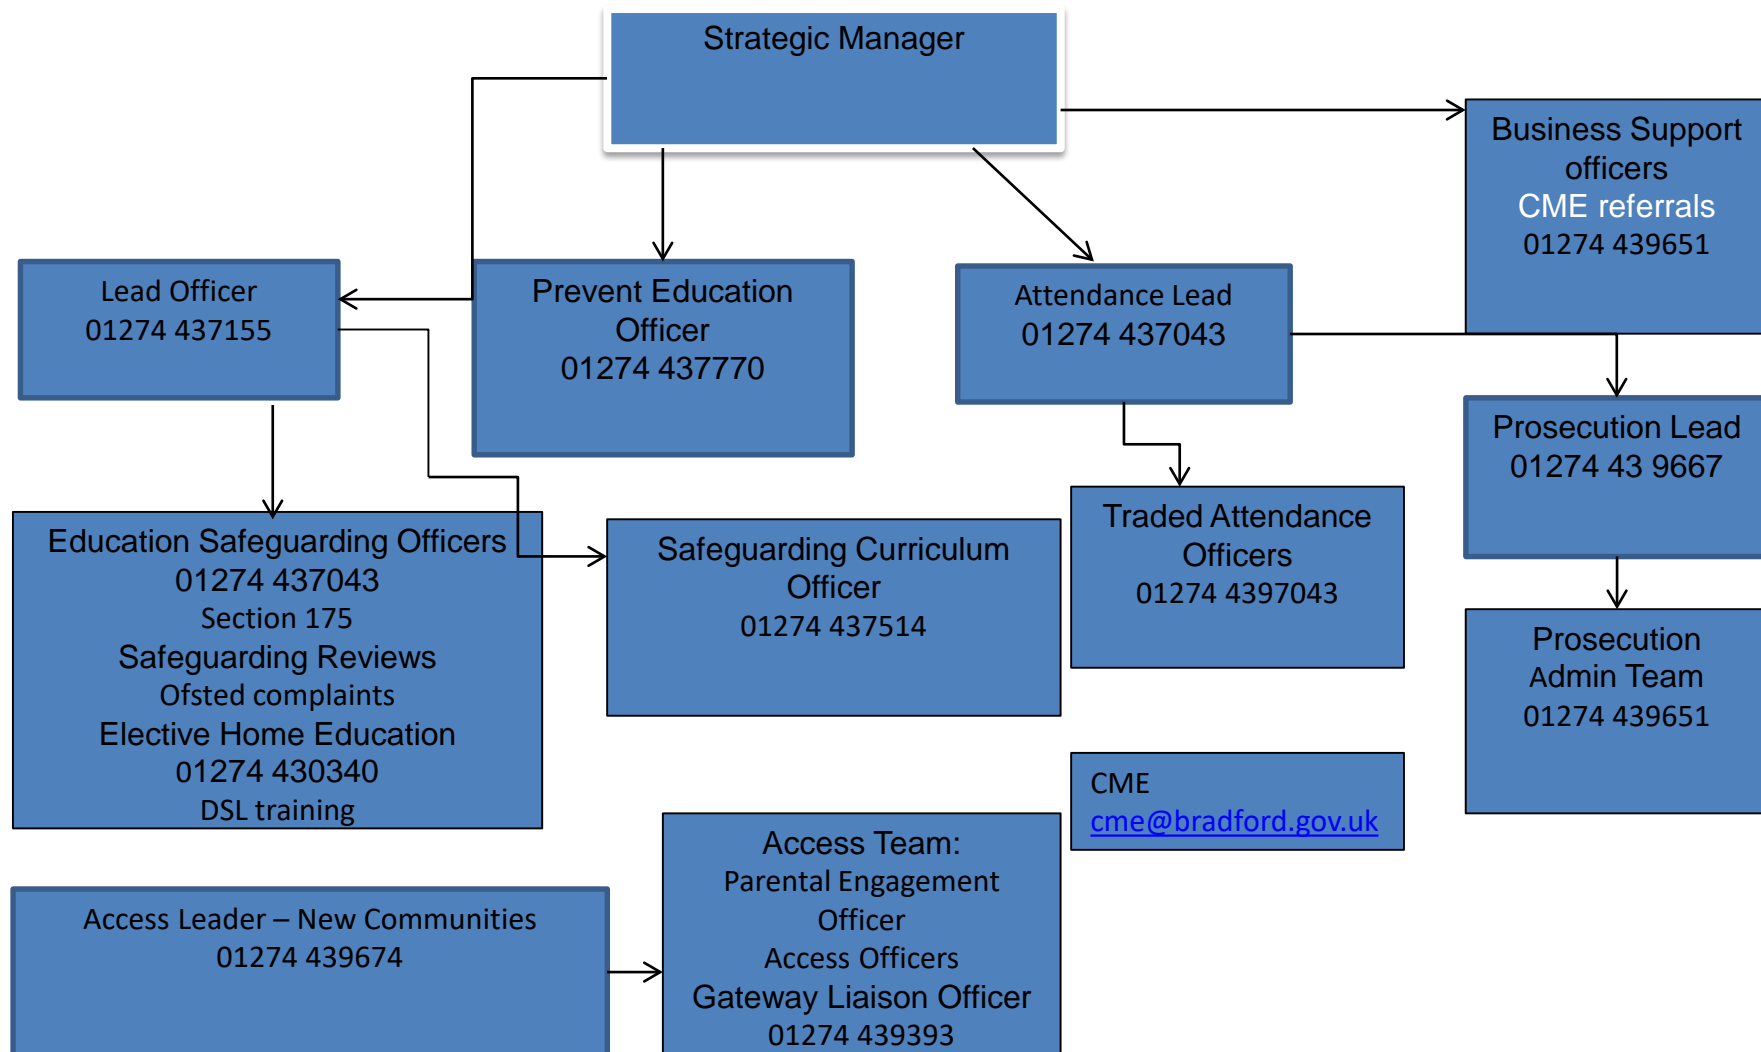 Strategic Manager
Business Support
officers
CME referrals
01274 439651
Lead Officer
01274 437155
Prevent Education
Officer
01274 437770
Attendance Lead
01274 437043
Prosecution Lead
01274 43 9667
Education Safeguarding Officers
01274 437043
Section 175
Safeguarding Reviews
Ofsted complaints
Elective Home Education
01274 430340
DSL training
Safeguarding Curriculum
Officer
01274 437514
Traded Attendance
Officers
01274 4397043
Prosecution
Admin Team
01274 439651
CME
cme@bradford.gov.uk
Access Leader – New Communities
01274 439674
Access Team:
Parental Engagement
Officer
Access Officers
Gateway Liaison Officer
01274 439393